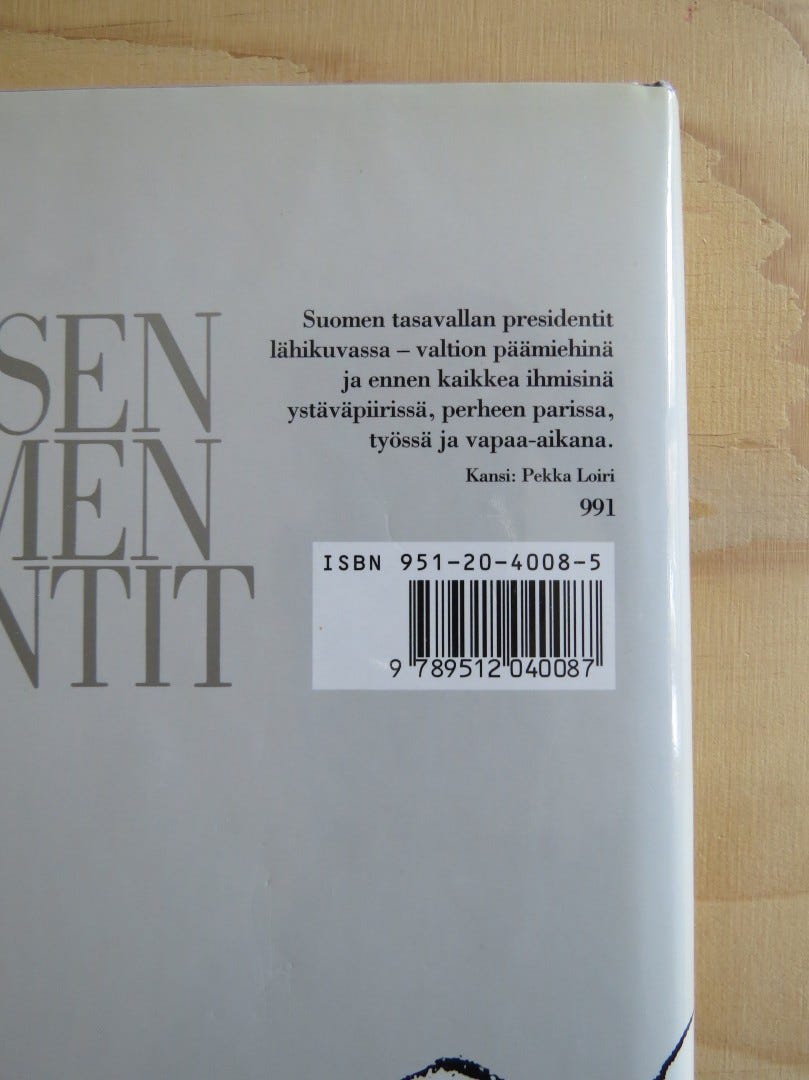 SEN
MEN
NTIT
Suomen tasavallan presidentit
lähikuvassa – valtion päämiehinä
ja ennen kaikkea ihmisinä
ystäväpiirissä, perheen parissa,
työssä ja vapaa-aikana.
Kansi: Pekka Loiri
991
ISBN 951-20-4008-5
9 789512 040087